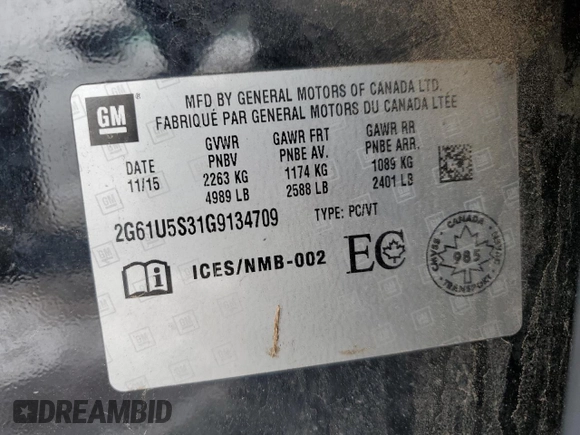 GM ®
MFD BY GENERAL MOTORS OF CANADA LTD.
FABRIQUÉ PAR GENERAL MOTORS DU CANADA LTÉE
DATE
11/15
GVWR
PNBV
2263 KG
4989 LB
GAWR FRT
PNBE AV.
1174 KG
2588 LB
GAWR RR
PNBE ARR.
1089 KG
2401 LB
2G61U5S31G9134709
TYPE: PC/VT
i
ICES/NMB-002
EC
CANADA
CMVSS
NSVAC
985
TRANSPORT
DREAMBID